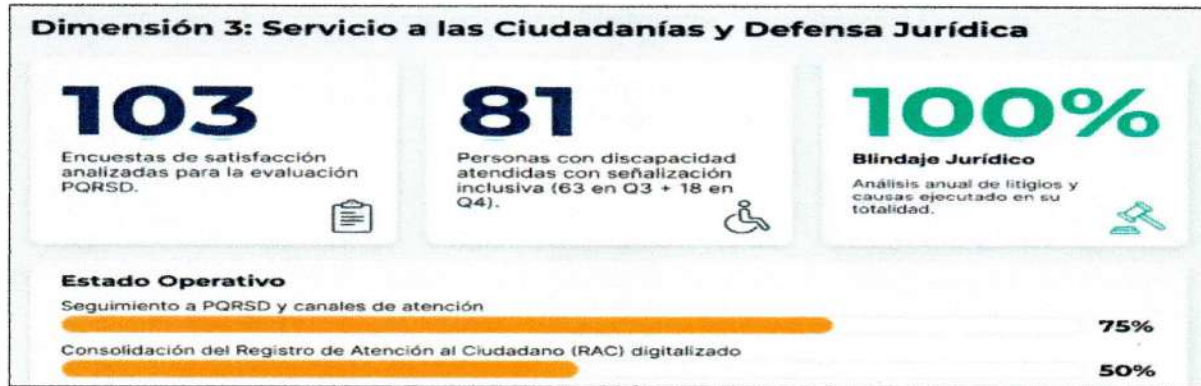 Dimensión 3: Servicio a las Ciudadanías y Defensa Jurídica
103
Encuestas de satisfacción
analizadas para la evaluación
PQRSD.
81
Personas con discapacidad
atendidas con señalización
inclusiva (63 en Q3 + 18 en
Q4).
100%
Blindaje Jurídico
Análisis anual de litigios y
causas ejecutado en su
totalidad.
Estado Operativo
Seguimiento a PQRSD y canales de atención
75%
Consolidación del Registro de Atención al Ciudadano (RAC) digitalizado
50%